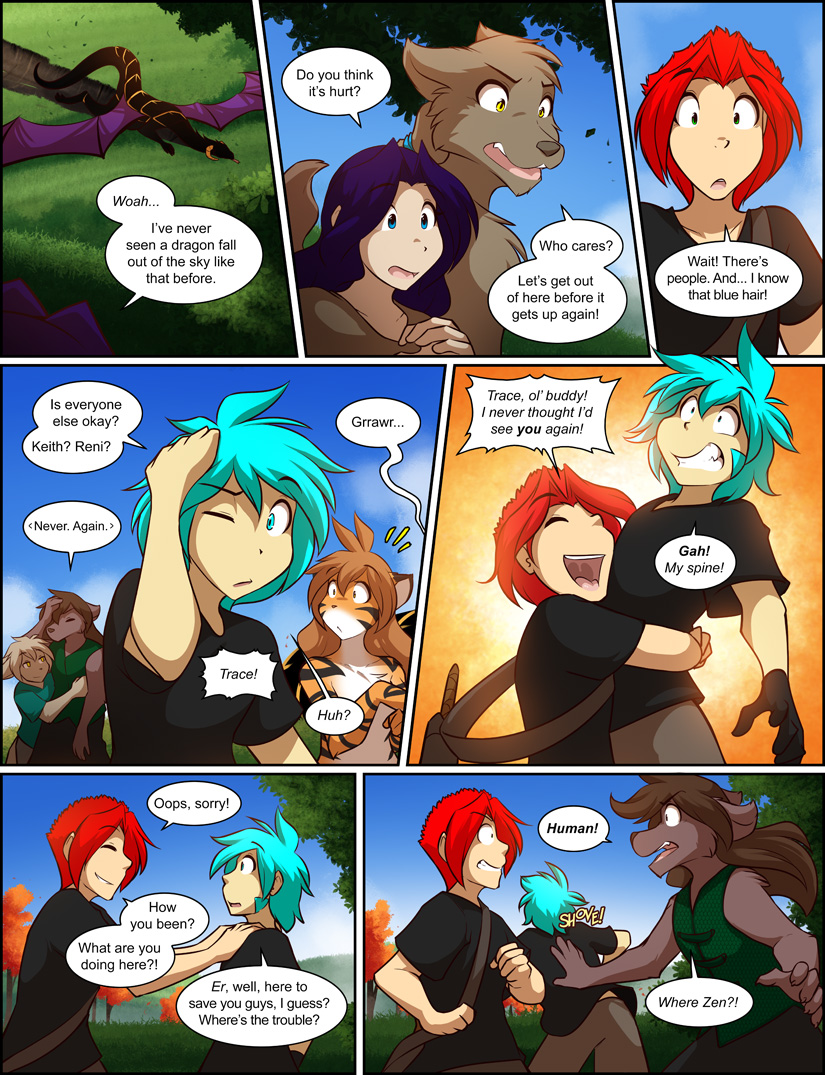 Woah...
I've never
seen a dragon fall
out of the sky like
that before.
Do you think
it's hurt?
Who cares?
Let's get out
of here before it
gets up again!
Wait! There's
people. And... I know
that blue hair!
Is everyone
else okay?
Keith? Reni?
‹Never. Again.›
Grrawr...
Trace!
Huh?
Trace, ol' buddy!
I never thought I'd
see you again!
Gah!
My spine!
Oops, sorry!
How
you been?
What are you
doing here?!
Er, well, here to
save you guys, I guess?
Where's the trouble?
Human!
SHOVE!
Where Zen?!